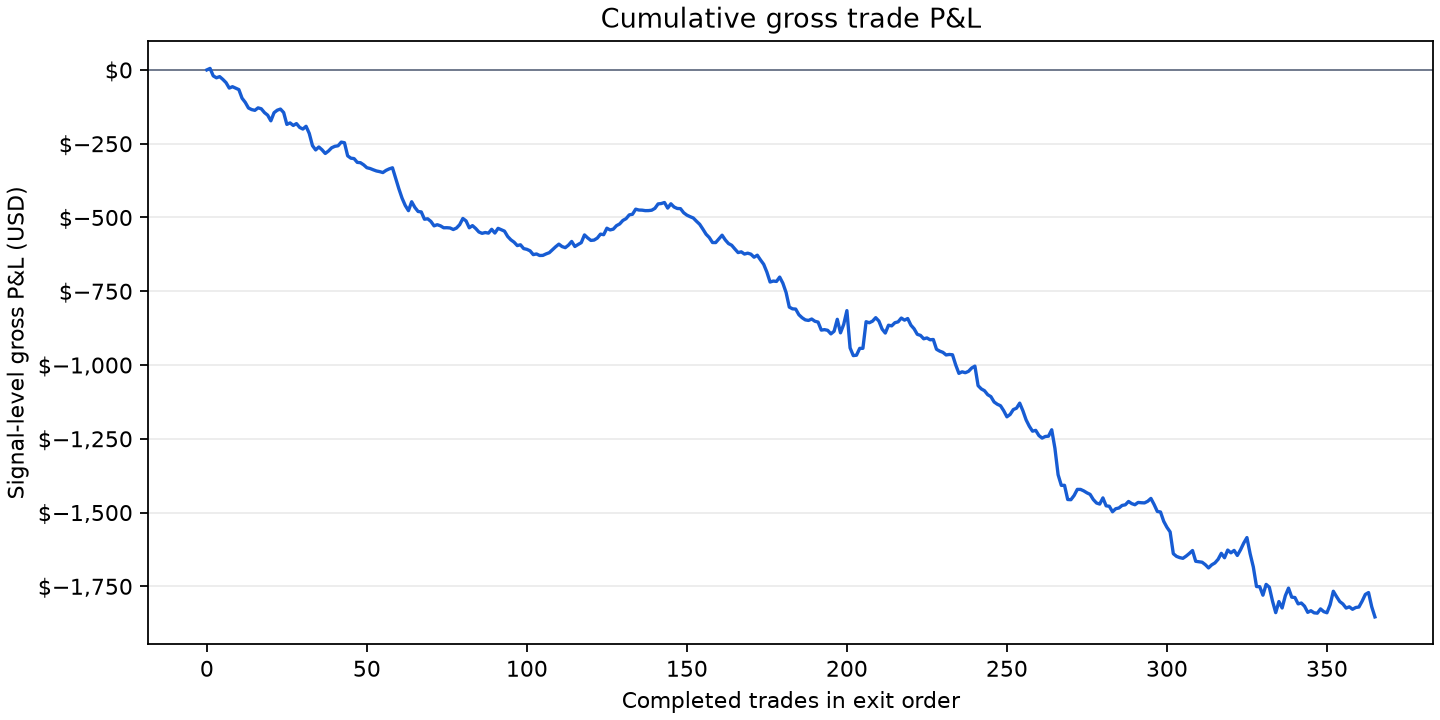 Cumulative gross trade P&L
Signal-level gross P&L (USD)
$0
$−250
$−500
$−750
$−1,000
$−1,250
$−1,500
$−1,750
0 50 100 150 200 250 300 350
Completed trades in exit order